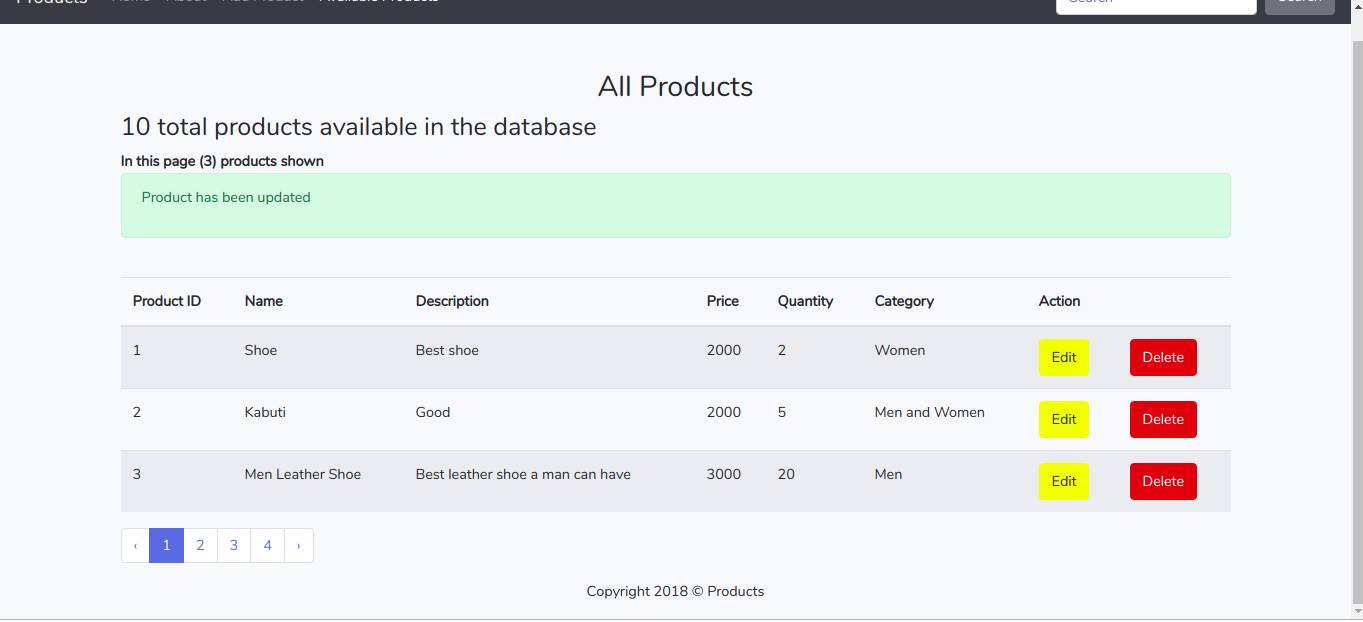 Products Home About Add Product Available Products Search Search
All Products
10 total products available in the database
In this page (3) products shown
Product has been updated
Product ID Name Description Price Quantity Category Action
1 Shoe Best shoe 2000 2 Women Edit Delete
2 Kabuti Good 2000 5 Men and Women Edit Delete
3 Men Leather Shoe Best leather shoe a man can have 3000 20 Men Edit Delete
‹ 1 2 3 4 ›
Copyright 2018 © Products